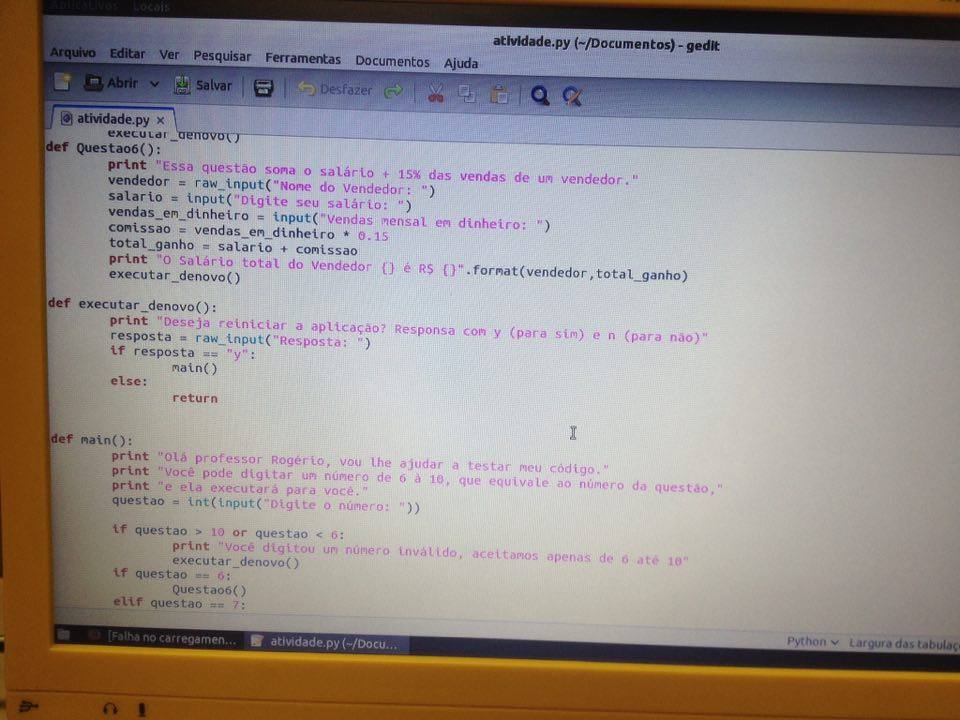 Aplicativos Locais
atividade.py (~/Documentos) - gedit
Arquivo Editar Ver Pesquisar Ferramentas Documentos Ajuda
Abrir Salvar Desfazer
atividade.py ×
executar_denovo()
def Questao6():
print "Essa questão soma o salário + 15% das vendas de um vendedor."
vendedor = raw_input("Nome do Vendedor: ")
salario = input("Digite seu salário: ")
vendas_em_dinheiro = input("Vendas mensal em dinheiro: ")
comissao = vendas_em_dinheiro * 0.15
total_ganho = salario + comissao
print "O Salário total do Vendedor {} é R$ {}".format(vendedor,total_ganho)
executar_denovo()
def executar_denovo():
print "Deseja reiniciar a aplicação? Responsa com y (para sim) e n (para não)"
resposta = raw_input("Resposta: ")
if resposta == "y":
main()
else:
return
def main():
print "Olá professor Rogério, vou lhe ajudar a testar meu código."
print "Você pode digitar um número de 6 à 10, que equivale ao número da questão,"
print "e ela executará para você."
questao = int(input("Digite o número: "))
if questao > 10 or questao < 6:
print "Você digitou um número inválido, aceitamos apenas de 6 até 10"
executar_denovo()
if questao == 6:
Questao6()
elif questao == 7:
[Falha no carregamen... atividade.py (~/Docu... 
Python Largura das tabulaç